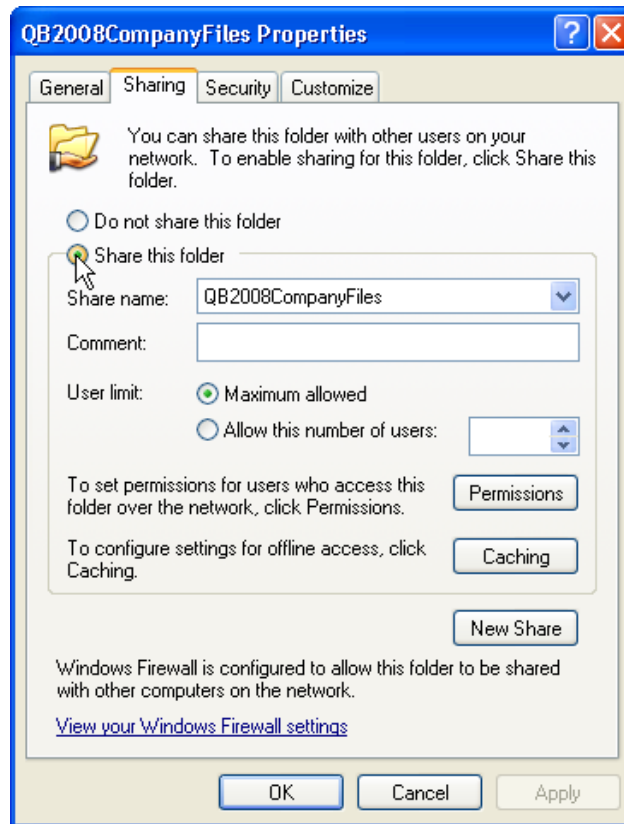 QB2008CompanyFiles Properties
General Sharing Security Customize
You can share this folder with other users on your
network. To enable sharing for this folder, click Share this
folder.
Do not share this folder
Share this folder
Share name: QB2008CompanyFiles
Comment:
User limit: Maximum allowed
Allow this number of users:
To set permissions for users who access this
folder over the network, click Permissions.
Permissions
To configure settings for offline access, click
Caching.
Caching
New Share
Windows Firewall is configured to allow this folder to be shared
with other computers on the network.
View your Windows Firewall settings
OK Cancel Apply